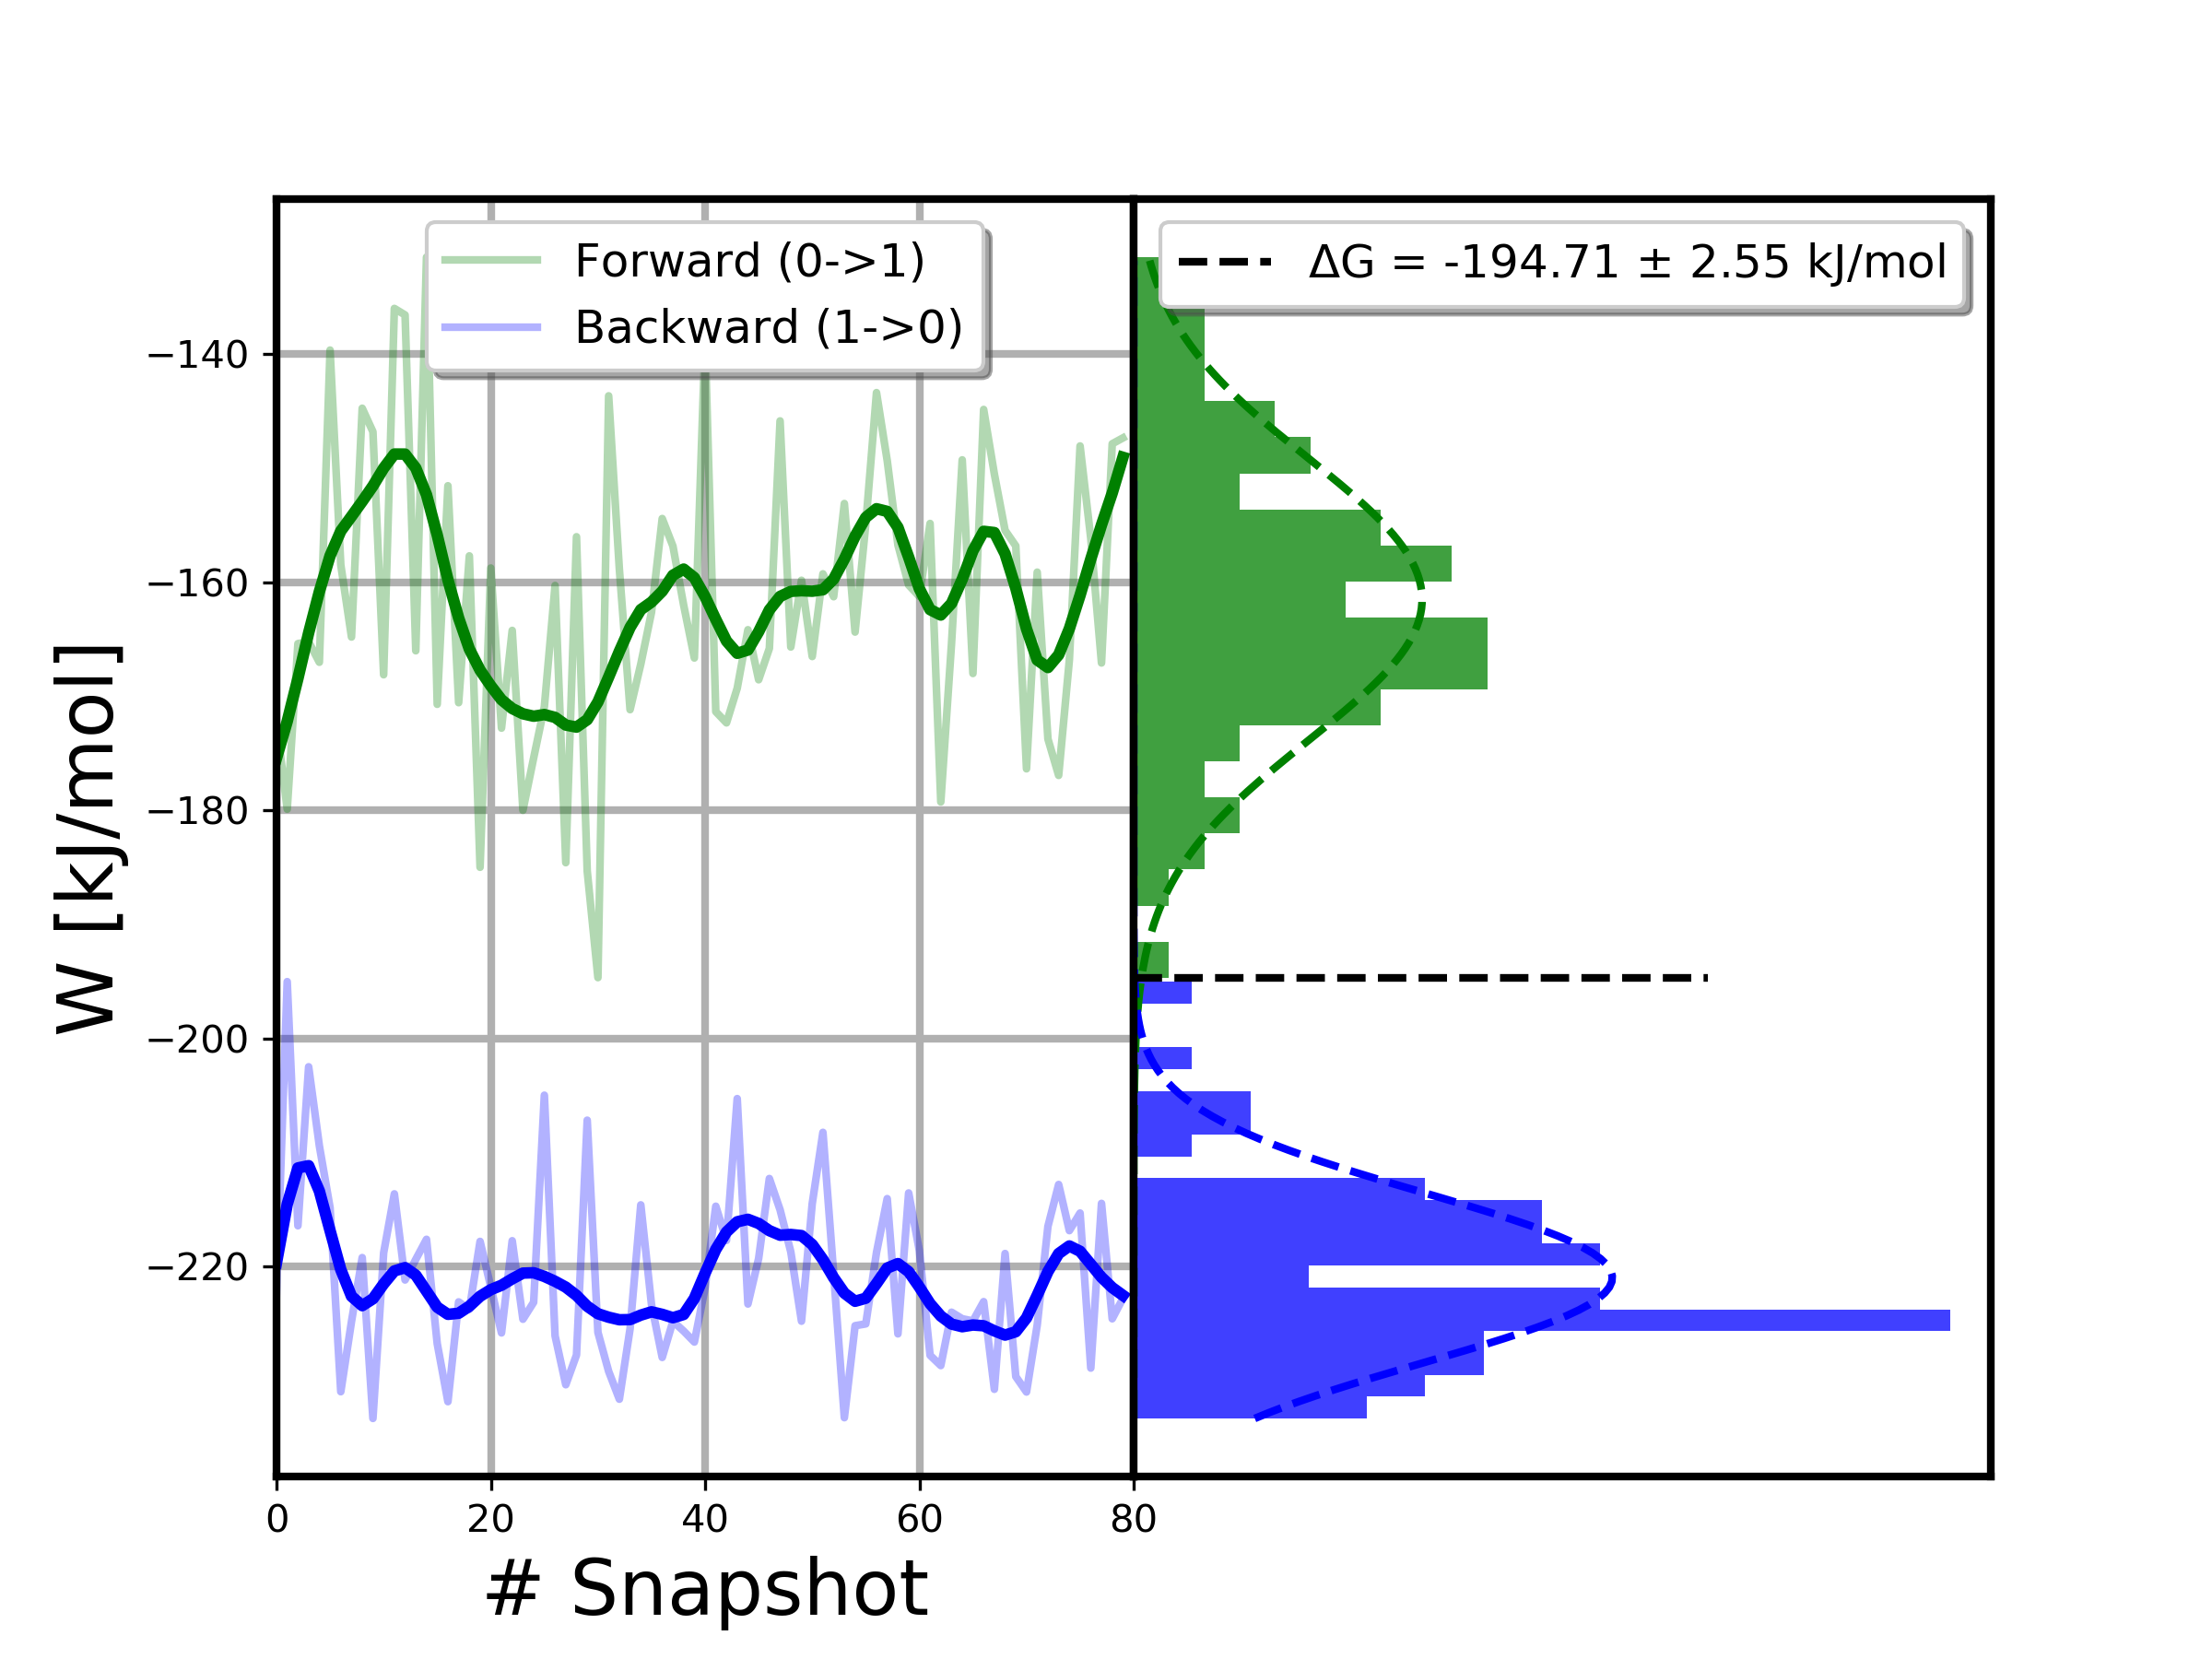 Forward (0->1)
Backward (1->0)
ΔG = -194.71 ± 2.55 kJ/mol
W [kJ/mol]
−140
−160
−180
−200
−220
0 20 40 60 80
# Snapshot